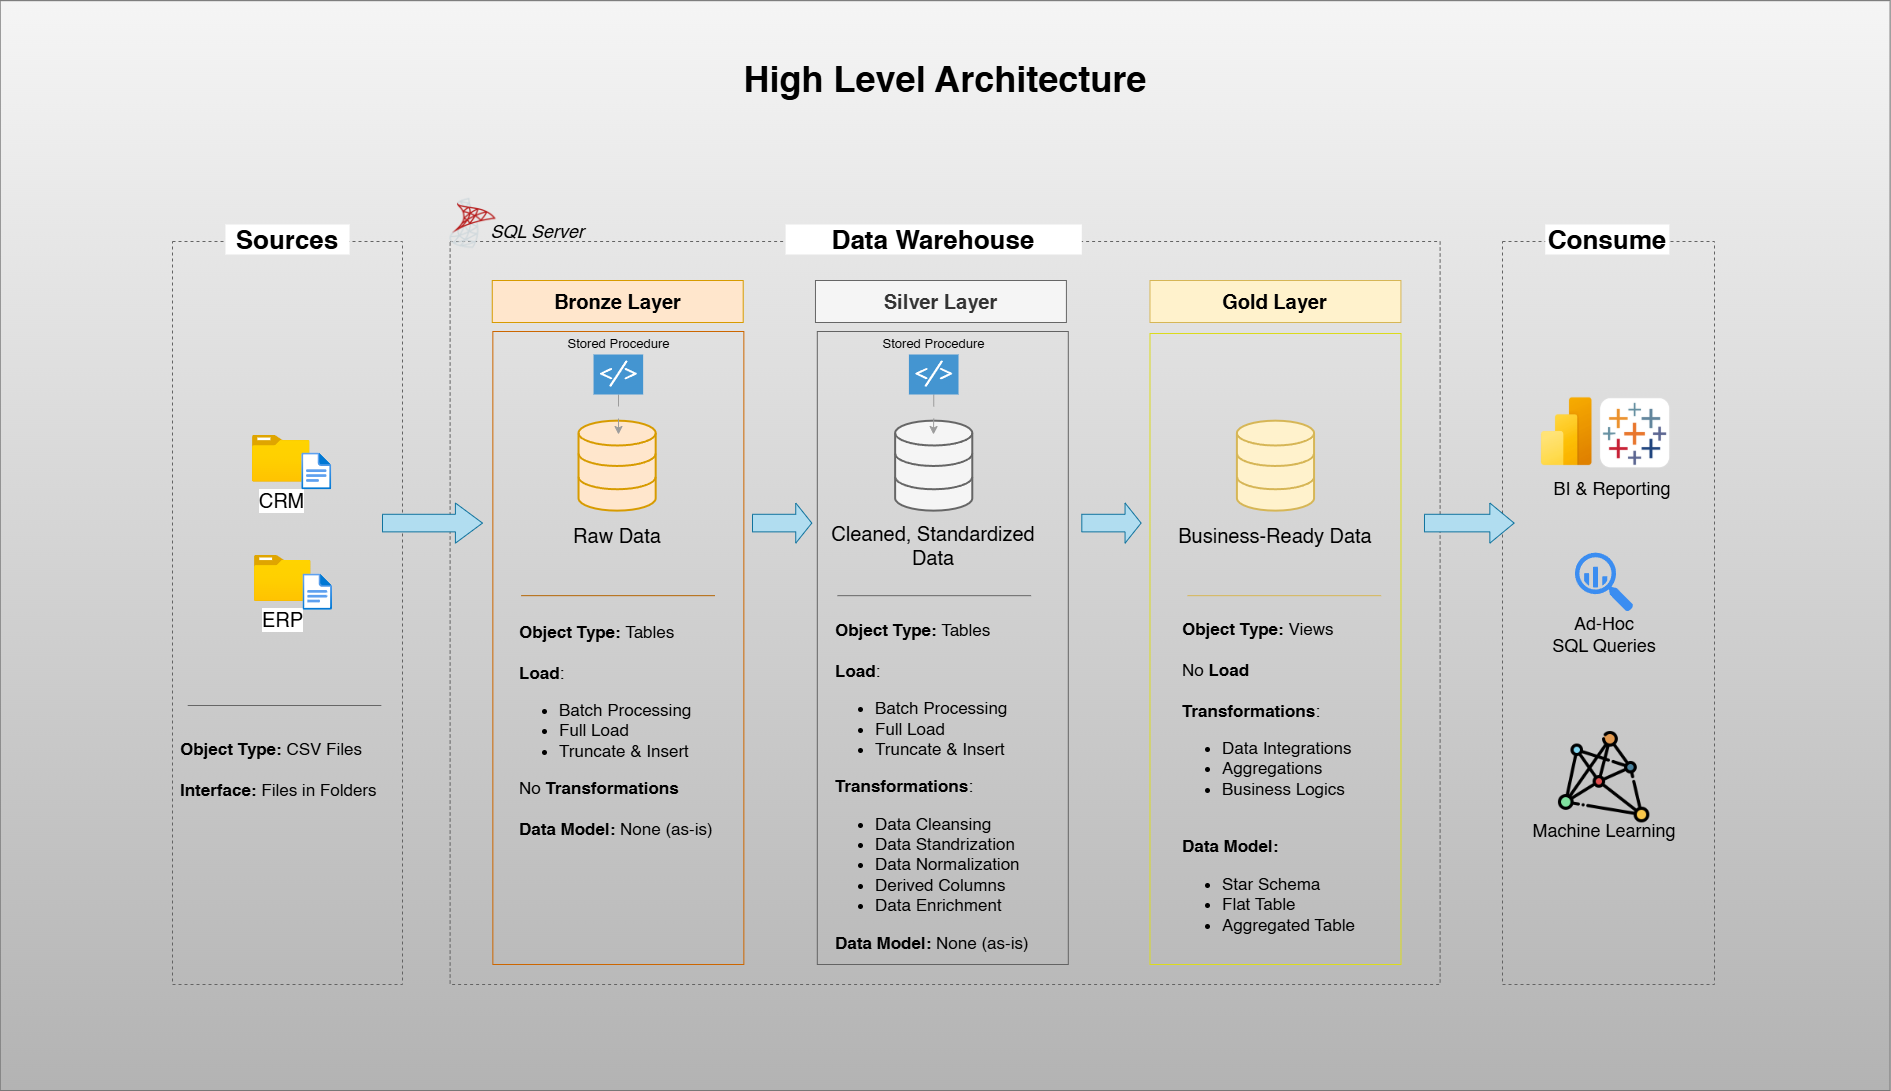 High Level Architecture
Sources
CRM
ERP
Object Type: CSV Files
Interface: Files in Folders
SQL Server
Data Warehouse
Bronze Layer
Stored Procedure
</>
Raw Data
Object Type: Tables
Load:
• Batch Processing
• Full Load
• Truncate & Insert
No Transformations
Data Model: None (as-is)
Silver Layer
Stored Procedure
</>
Cleaned, Standardized
Data
Object Type: Tables
Load:
• Batch Processing
• Full Load
• Truncate & Insert
Transformations:
• Data Cleansing
• Data Standrization
• Data Normalization
• Derived Columns
• Data Enrichment
Data Model: None (as-is)
Gold Layer
Business-Ready Data
Object Type: Views
No Load
Transformations:
• Data Integrations
• Aggregations
• Business Logics
Data Model:
• Star Schema
• Flat Table
• Aggregated Table
Consume
BI & Reporting
Ad-Hoc
SQL Queries
Machine Learning